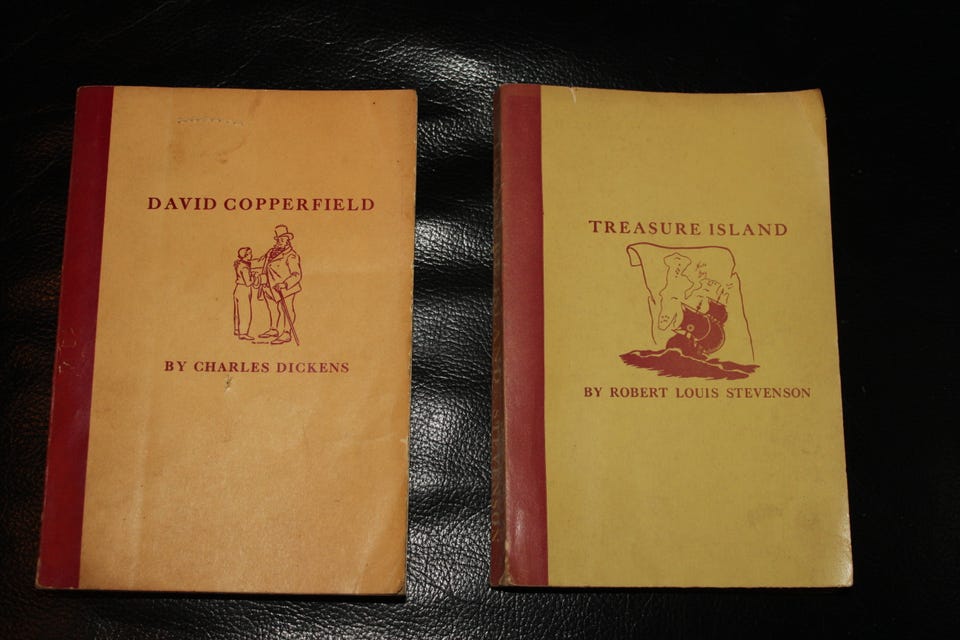 DAVID COPPERFIELD
BY CHARLES DICKENS
TREASURE ISLAND
BY ROBERT LOUIS STEVENSON